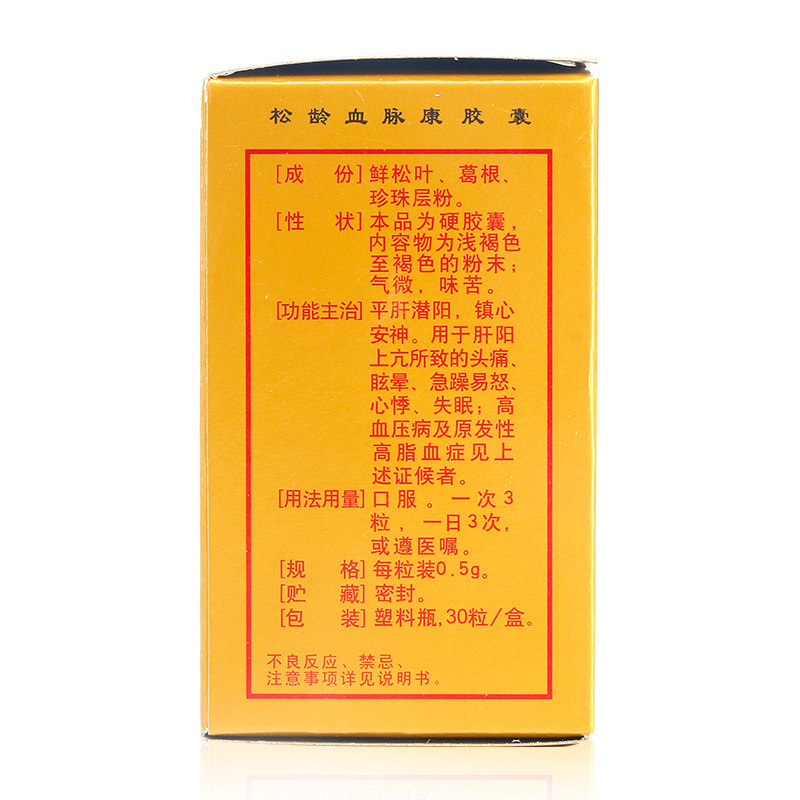 松龄血脉康胶囊
[成 份]鲜松叶、葛根、
珍珠层粉。
[性 状]本品为硬胶囊，
内容物为浅褐色
至褐色的粉末；
气微，味苦。
[功能主治]平肝潜阳，镇心
安神。用于肝阳
上亢所致的头痛、
眩晕、急躁易怒、
心悸、失眠；高
血压病及原发性
高脂血症见上
述证候者。
[用法用量]口服。一次3
粒，一日3次，
或遵医嘱。
[规 格]每粒装0.5g。
[贮 藏]密封。
[包 装]塑料瓶,30粒/盒。
不良反应、禁忌、
注意事项详见说明书。